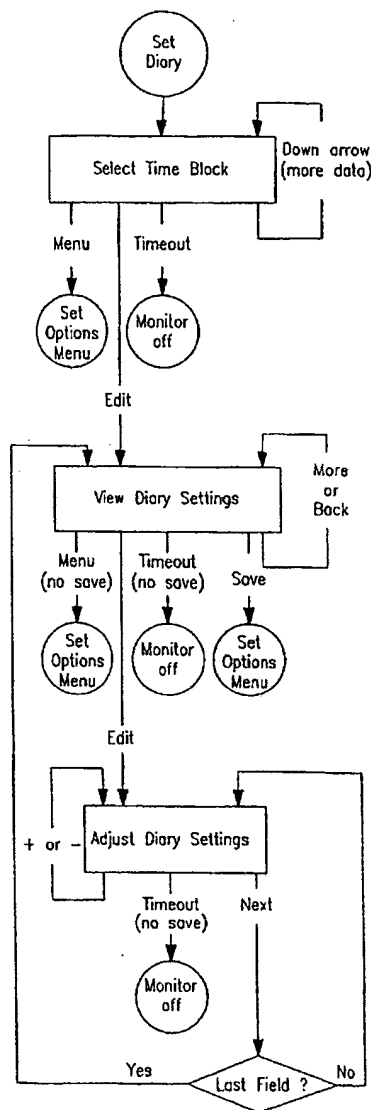 Set
Diary
Select Time Block
Down arrow
(more data)
Menu
Timeout
Set
Options
Menu
Monitor
off
Edit
View Diary Settings
More
or
Back
Menu
(no save)
Timeout
(no save)
Save
Set
Options
Menu
Monitor
off
Set
Options
Menu
Edit
+ or -
Adjust Diary Settings
Timeout
(no save)
Next
Monitor
off
Yes
Last Field ?
No